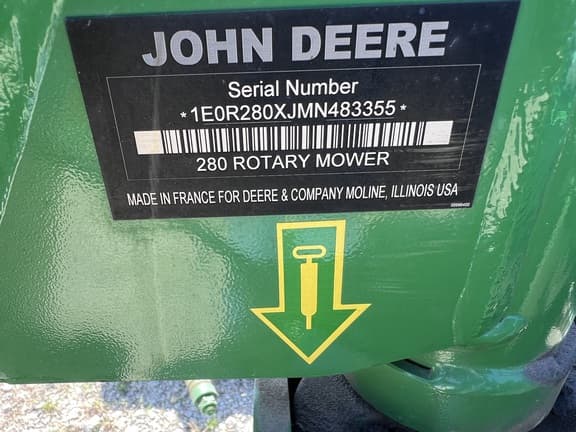 JOHN DEERE
Serial Number
*1E0R280XJMN483355*
280 ROTARY MOWER
MADE IN FRANCE FOR DEERE & COMPANY MOLINE, ILLINOIS USA